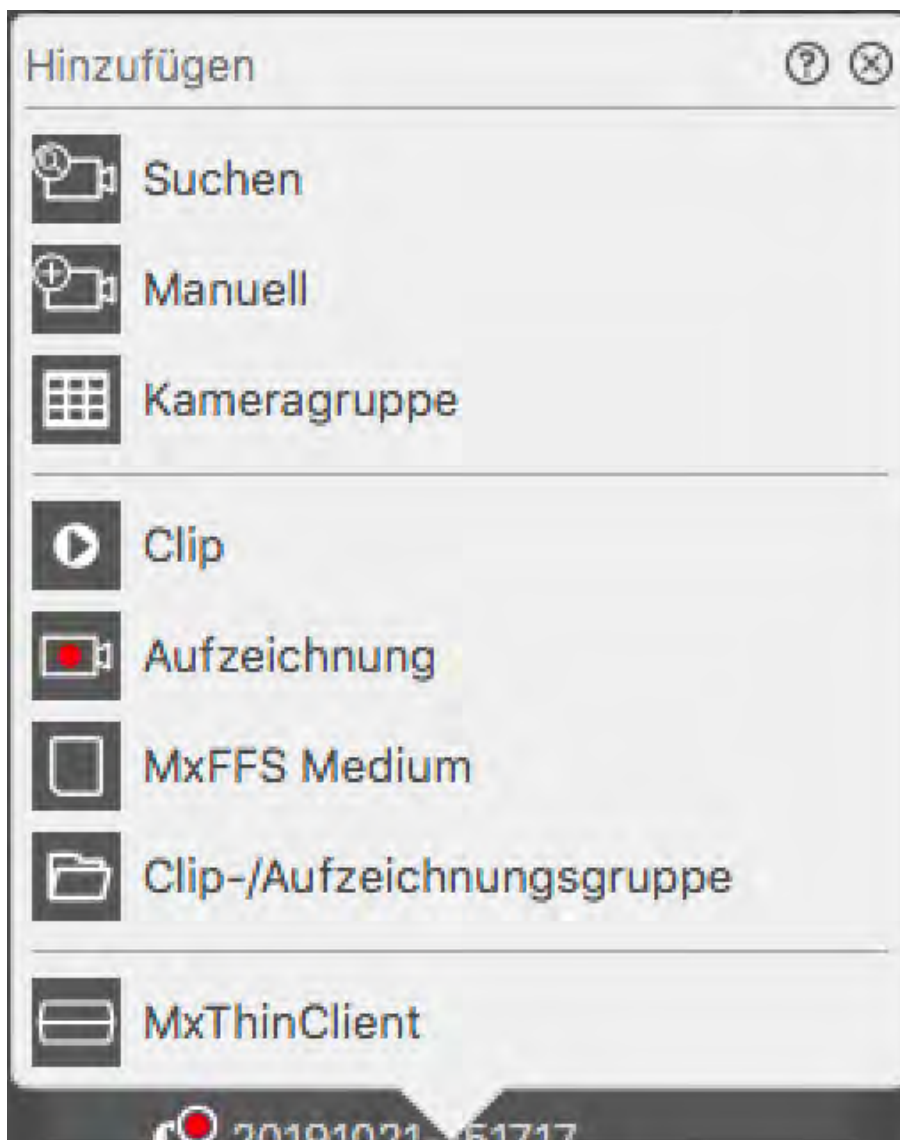 Hinzufügen
Suchen
Manuell
Kameragruppe
Clip
Aufzeichnung
MxFFS Medium
Clip-/Aufzeichnungsgruppe
MxThinClient